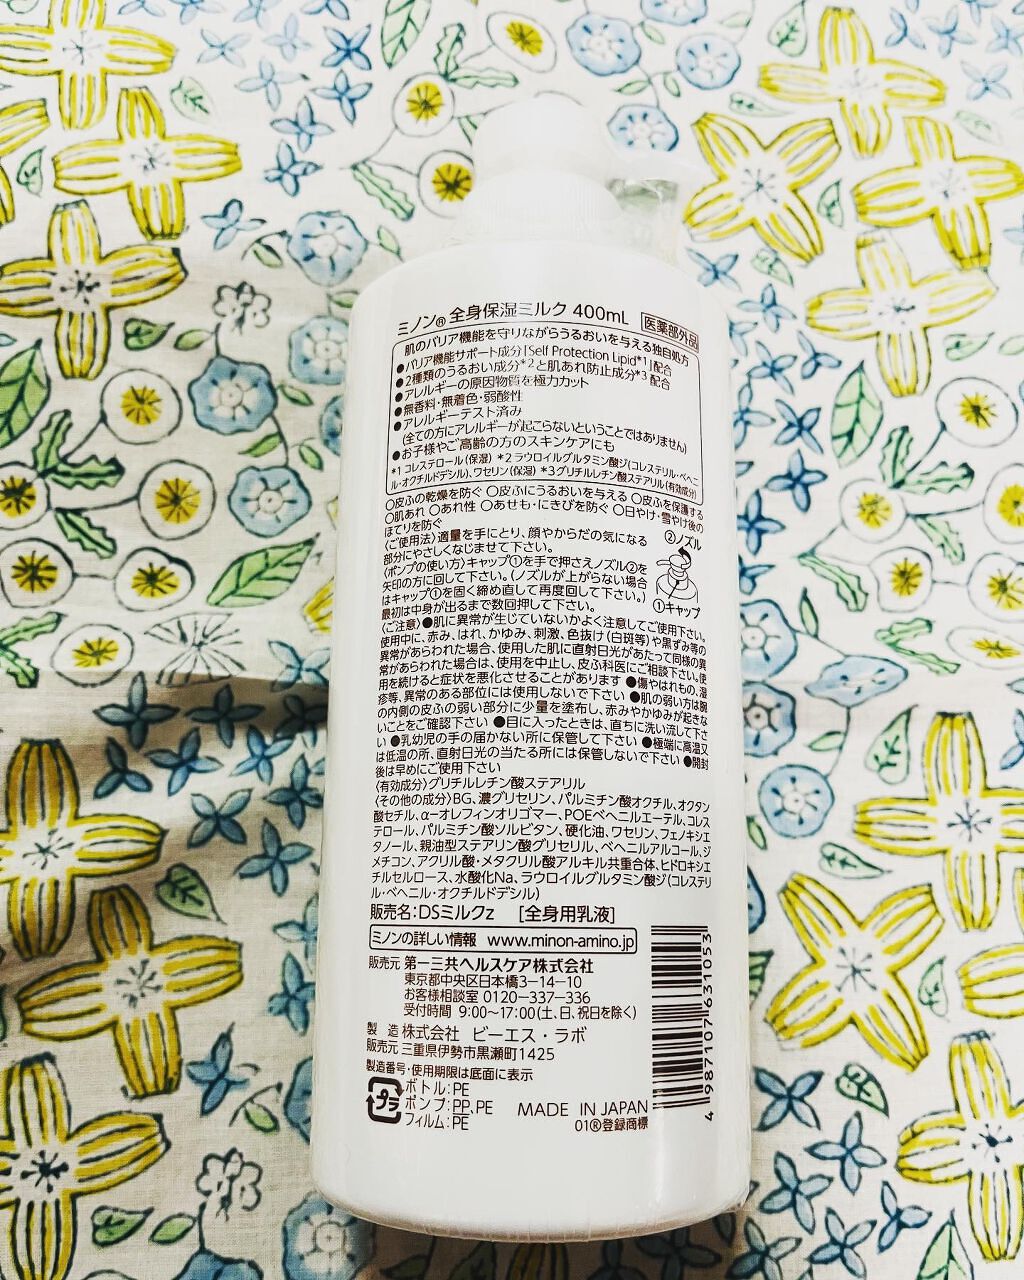 ミノン® 全身保湿ミルク 400mL 医薬部外品
肌のバリア機能を守りながらうるおいを与える独自処方
●バリア機能サポート成分「Self Protection Lipid*1」配合
●2種類のうるおい成分*2と肌あれ防止成分*3配合
●アレルギーの原因物質を極力カット
●無香料・無着色・弱酸性
●アレルギーテスト済み
(全ての方にアレルギーが起こらないということではありません)
●お子様やご高齢の方のスキンケアにも
*1 コレステロール(保湿) *2 ラウロイルグルタミン酸ジ(コレステリル・ベヘニ
ル・オクチルドデシル)、ワセリン(保湿) *3グリチルレチン酸ステアリル(有効成分)
〇皮ふの乾燥を防ぐ 〇皮ふにうるおいを与える 〇皮ふを保護する
〇肌あれ 〇あれ性 〇あせも・にきびを防ぐ 〇日やけ・雪やけ後の
ほてりを防ぐ
〈ご使用法〉適量を手にとり、顔やからだの気になる
部分にやさしくなじませて下さい。
〈ポンプの使い方〉キャップ①を手で押さえノズル②を
矢印の方に回して下さい。(ノズルが上がらない場合
はキャップ①を固く締め直して再度回して下さい。)
最初は中身が出るまで数回押して下さい。
②ノズル
①キャップ
〈ご注意〉●肌に異常が生じていないかよく注意してご使用下さい。
使用中に、赤み、はれ、かゆみ、刺激、色抜け(白斑等)や黒ずみ等の
異常があらわれた場合、使用した肌に直射日光があたって同様の異
常があらわれた場合は、使用を中止し、皮ふ科医にご相談下さい。使
用を続けると症状を悪化させることがあります ●傷やはれもの、湿
疹等、異常のある部位には使用しないで下さい ●肌の弱い方は腕
の内側の皮ふの弱い部分に少量を塗布し、赤みやかゆみが起きな
いことをご確認下さい ●目に入ったときは、直ちに洗い流して下さ
い ●乳幼児の手の届かない所に保管して下さい ●極端に高温又
は低温の所、直射日光の当たる所には保管しないで下さい ●開封
後は早めにご使用下さい
〈有効成分〉グリチルレチン酸ステアリル
〈その他の成分〉BG、濃グリセリン、パルミチン酸オクチル、オクタン
酸セチル、α-オレフィンオリゴマー、POEベヘニルエーテル、コレス
テロール、パルミチン酸ソルビタン、硬化油、ワセリン、フェノキシエ
タノール、親油型ステアリン酸グリセリル、ベヘニルアルコール、ジ
メチコン、アクリル酸・メタクリル酸アルキル共重合体、ヒドロキシエ
チルセルロース、水酸化Na、ラウロイルグルタミン酸ジ(コレステリ
ル・ベヘニル・オクチルドデシル)
販売名:DSミルクz [全身用乳液]
ミノンの詳しい情報 www.minon-amino.jp
販売元 第一三共ヘルスケア株式会社
東京都中央区日本橋3-14-10
お客様相談室 0120-337-336
受付時間 9:00~17:00(土、日、祝日を除く)
製造販売元 株式会社 ビーエス・ラボ
三重県伊勢市黒瀬町1425
製造番号・使用期限は底面に表示
プラ
ボトル:PE
ポンプ:PP、PE
フィルム:PE
MADE IN JAPAN
01®登録商標
4 987107 631053